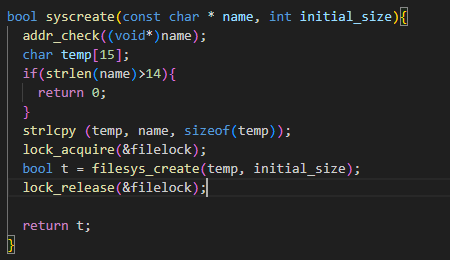 bool syscreate(const char * name, int initial_size){
addr_check((void*)name);
char temp[15];
if(strlen(name)>14){
return 0;
}
strlcpy (temp, name, sizeof(temp));
lock_acquire(&filelock);
bool t = filesys_create(temp, initial_size);
lock_release(&filelock);
return t;
}